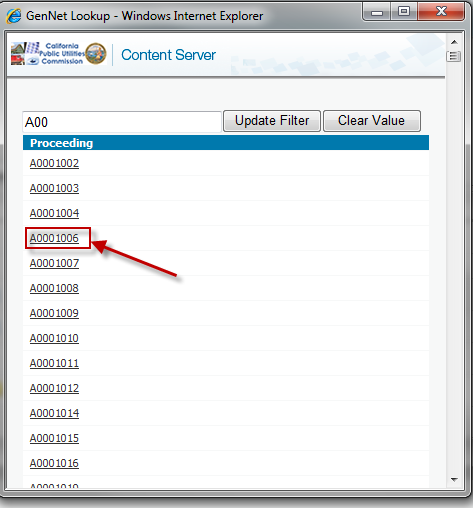 GenNet Lookup - Windows Internet Explorer
California
Public Utilities
Commission
Content Server
A00
Update Filter
Clear Value
Proceeding
A0001002
A0001003
A0001004
A0001006
A0001007
A0001008
A0001009
A0001010
A0001011
A0001012
A0001014
A0001015
A0001016